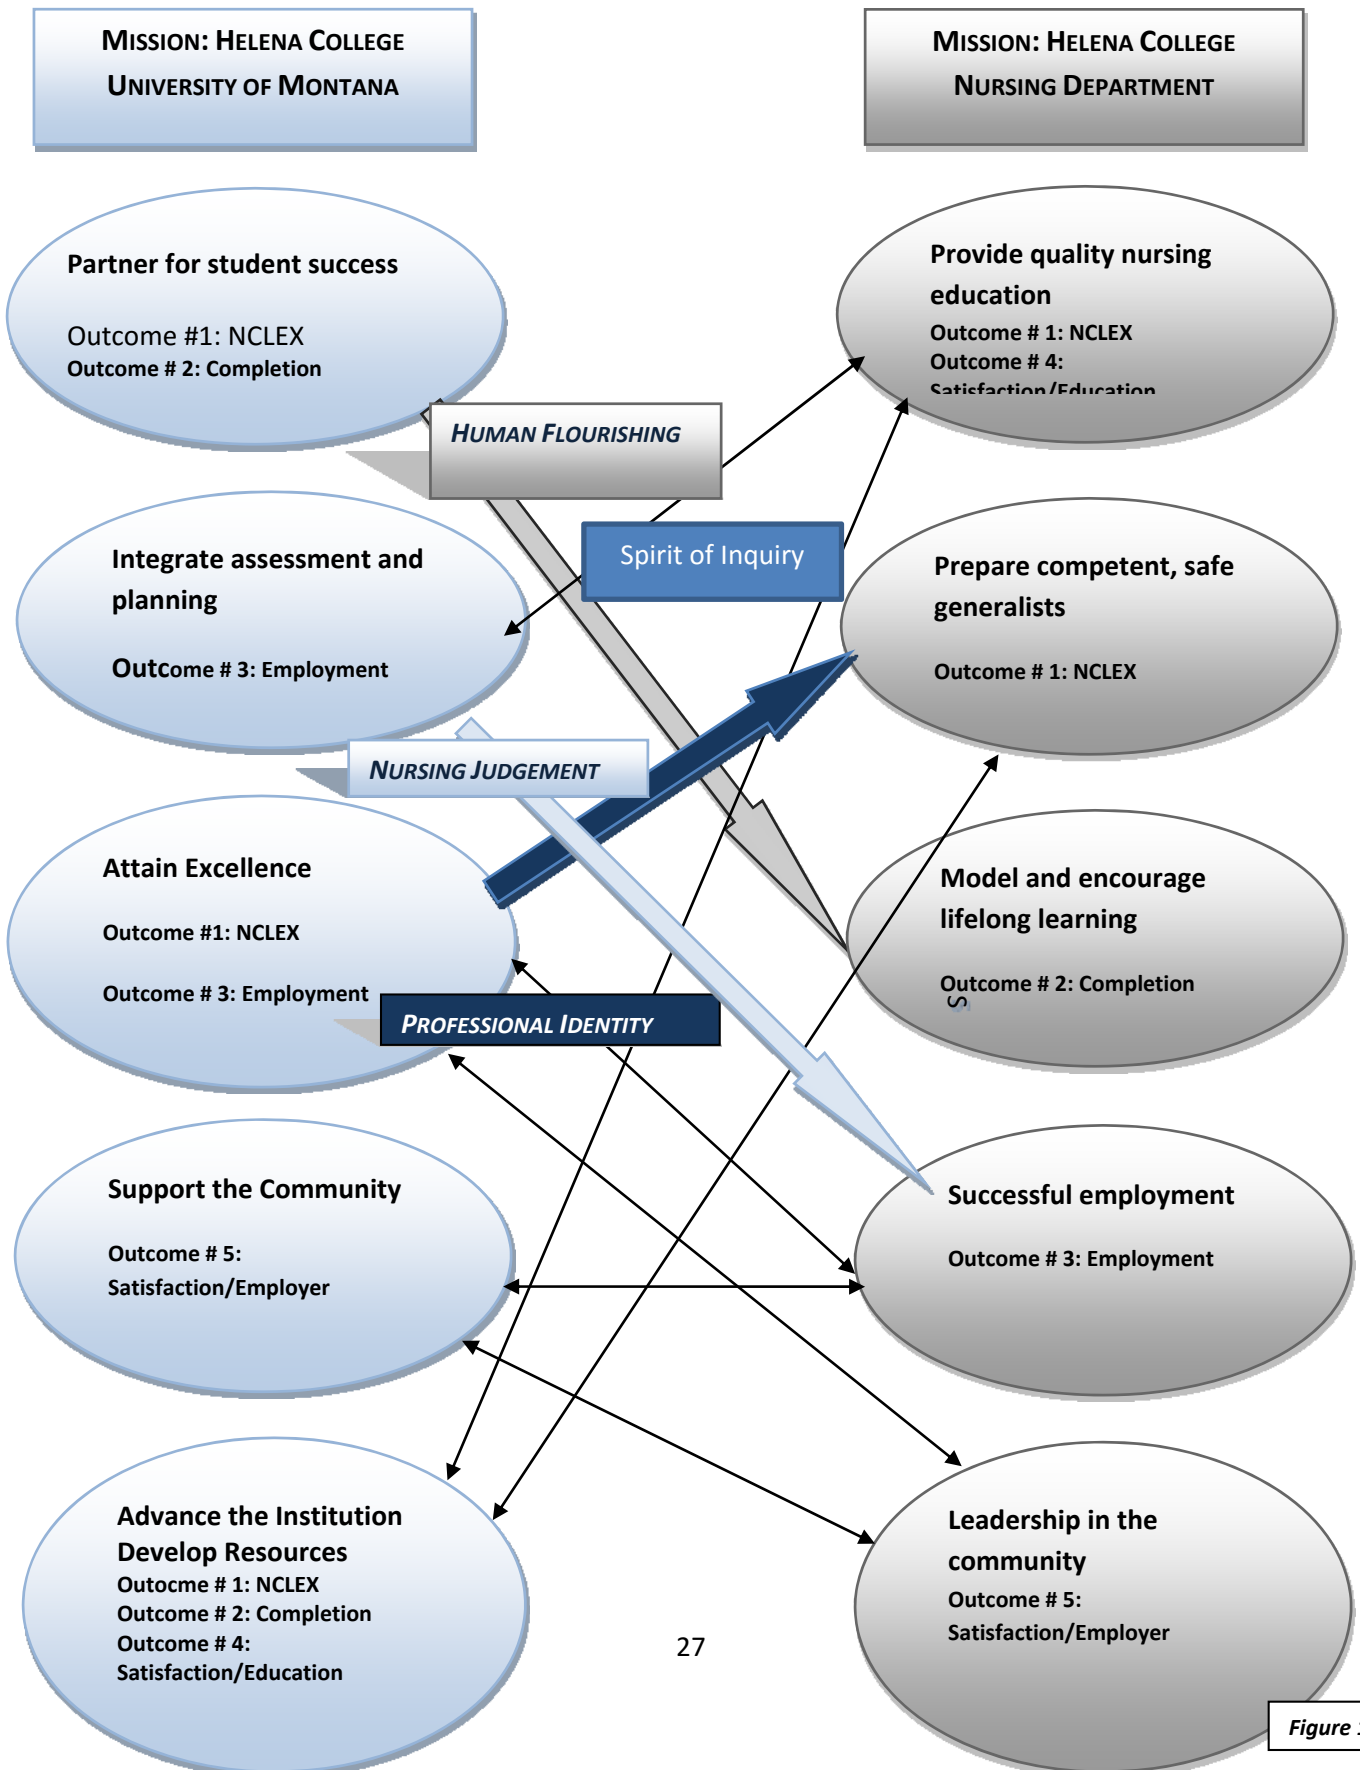 MISSION: HELENA COLLEGE
UNIVERSITY OF MONTANA
MISSION: HELENA COLLEGE
NURSING DEPARTMENT
Partner for student success
Outcome #1: NCLEX
Outcome # 2: Completion
Provide quality nursing
education
Outcome # 1: NCLEX
Outcome # 4:
Satisfaction/Education
HUMAN FLOURISHING
Spirit of Inquiry
Integrate assessment and
planning
Outcome # 3: Employment
Prepare competent, safe
generalists
Outcome # 1: NCLEX
NURSING JUDGEMENT
Attain Excellence
Outcome #1: NCLEX
Outcome # 3: Employment
Model and encourage
lifelong learning
Outcome # 2: Completion
S
PROFESSIONAL IDENTITY
Support the Community
Outcome # 5:
Satisfaction/Employer
Successful employment
Outcome # 3: Employment
Advance the Institution
Develop Resources
Outocme # 1: NCLEX
Outcome # 2: Completion
Outcome # 4:
Satisfaction/Education
Leadership in the
community
Outcome # 5:
Satisfaction/Employer
27
Figure